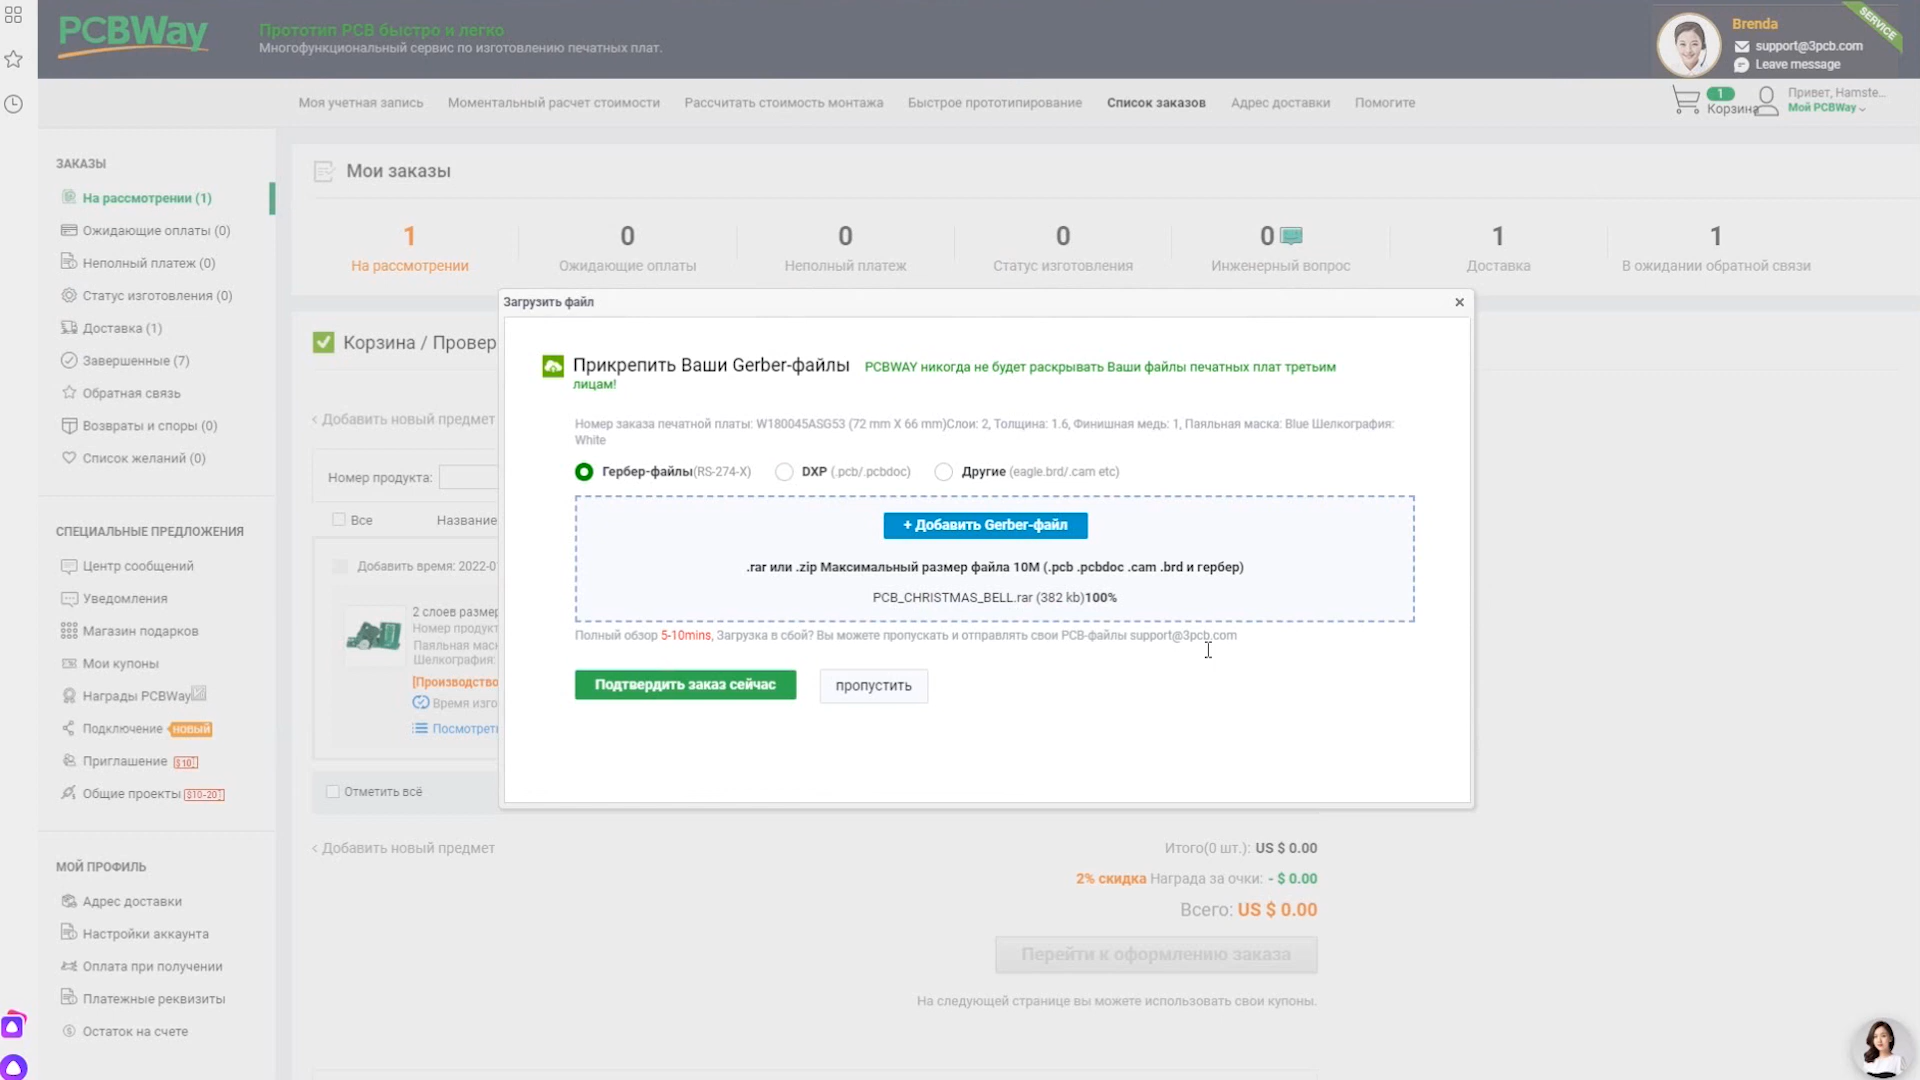 PCBWay
Прототип PCB быстро и легко
Многофункциональный сервис по изготовлению печатных плат.
Brenda
support@3pcb.com
Leave message
SERVICE
Моя учетная запись
Моментальный расчет стоимости
Рассчитать стоимость монтажа
Быстрое прототипирование
Список заказов
Адрес доставки
Помогите
1
Корзина
Привет, Hamste...
Мой PCBWay
ЗАКАЗЫ
На рассмотрении (1)
Ожидающие оплаты (0)
Неполный платеж (0)
Статус изготовления (0)
Доставка (1)
Завершенные (7)
Обратная связь
Возвраты и споры (0)
Список желаний (0)
СПЕЦИАЛЬНЫЕ ПРЕДЛОЖЕНИЯ
Центр сообщений
Уведомления
Магазин подарков
Мои купоны
Награды PCBWay
Подключение новый
Приглашение $10
Общие проекты $10-20
МОЙ ПРОФИЛЬ
Адрес доставки
Настройки аккаунта
Оплата при получении
Платежные реквизиты
Остаток на счете
Мои заказы
1 0 0 0 0 1 1
На рассмотрении Ожидающие оплаты Неполный платеж Статус изготовления Инженерный вопрос Доставка В ожидании обратной связи
Корзина / Провер
< Добавить новый предмет
Номер продукта:
Все Название
Добавить время: 2022-0
2 слоев размер
Номер продукт
Паяльная маск
Шелкография:
[Производство
Время изго
Посмотреть
Отметить всё
Загрузить файл
×
Прикрепить Ваши Gerber-файлы PCBWAY никогда не будет раскрывать Ваши файлы печатных плат третьим
лицам!
Номер заказа печатной платы: W180045ASG53 (72 mm X 66 mm)Слои: 2, Толщина: 1.6, Финишная медь: 1, Паяльная маска: Blue Шелкография:
White
Гербер-файлы(RS-274-X) DXP (.pcb/.pcbdoc) Другие (eagle.brd/.cam etc)
+ Добавить Gerber-файл
.rar или .zip Максимальный размер файла 10M (.pcb .pcbdoc .cam .brd и гербер)
PCB_CHRISTMAS_BELL.rar (382 kb)100%
Полный обзор 5-10mins, Загрузка в сбой? Вы можете пропускать и отправлять свои PCB-файлы support@3pcb.com
Подтвердить заказ сейчас
пропустить
< Добавить новый предмет
Итого(0 шт.): US $ 0.00
2% скидка Награда за очки: - $ 0.00
Всего: US $ 0.00
Перейти к оформлению заказа
На следующей странице вы можете использовать свои купоны.